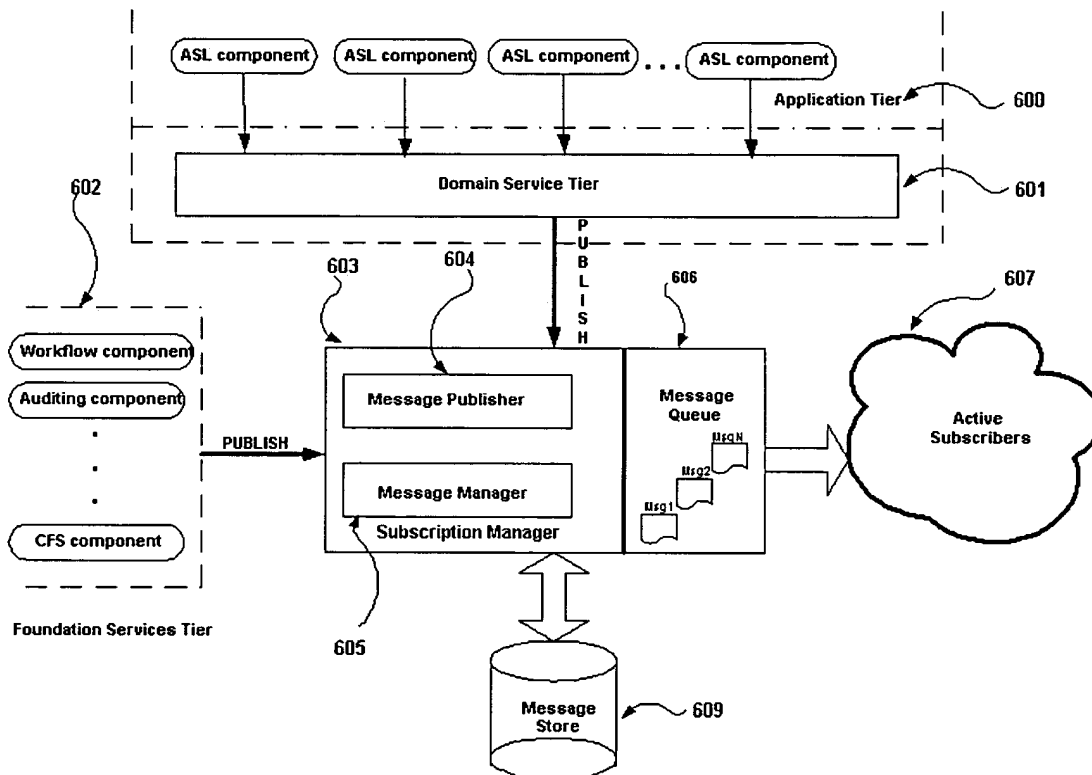 ASL component
ASL component
ASL component
...
ASL component
Application Tier
600
Domain Service Tier
601
602
PUBLISH
603
604
606
607
Workflow component
Auditing component
Message Publisher
Message
Queue
Active
Subscribers
PUBLISH
MsgN
Msg2
Msg1
Message Manager
Subscription Manager
CFS component
Foundation Services Tier
605
Message
Store
609